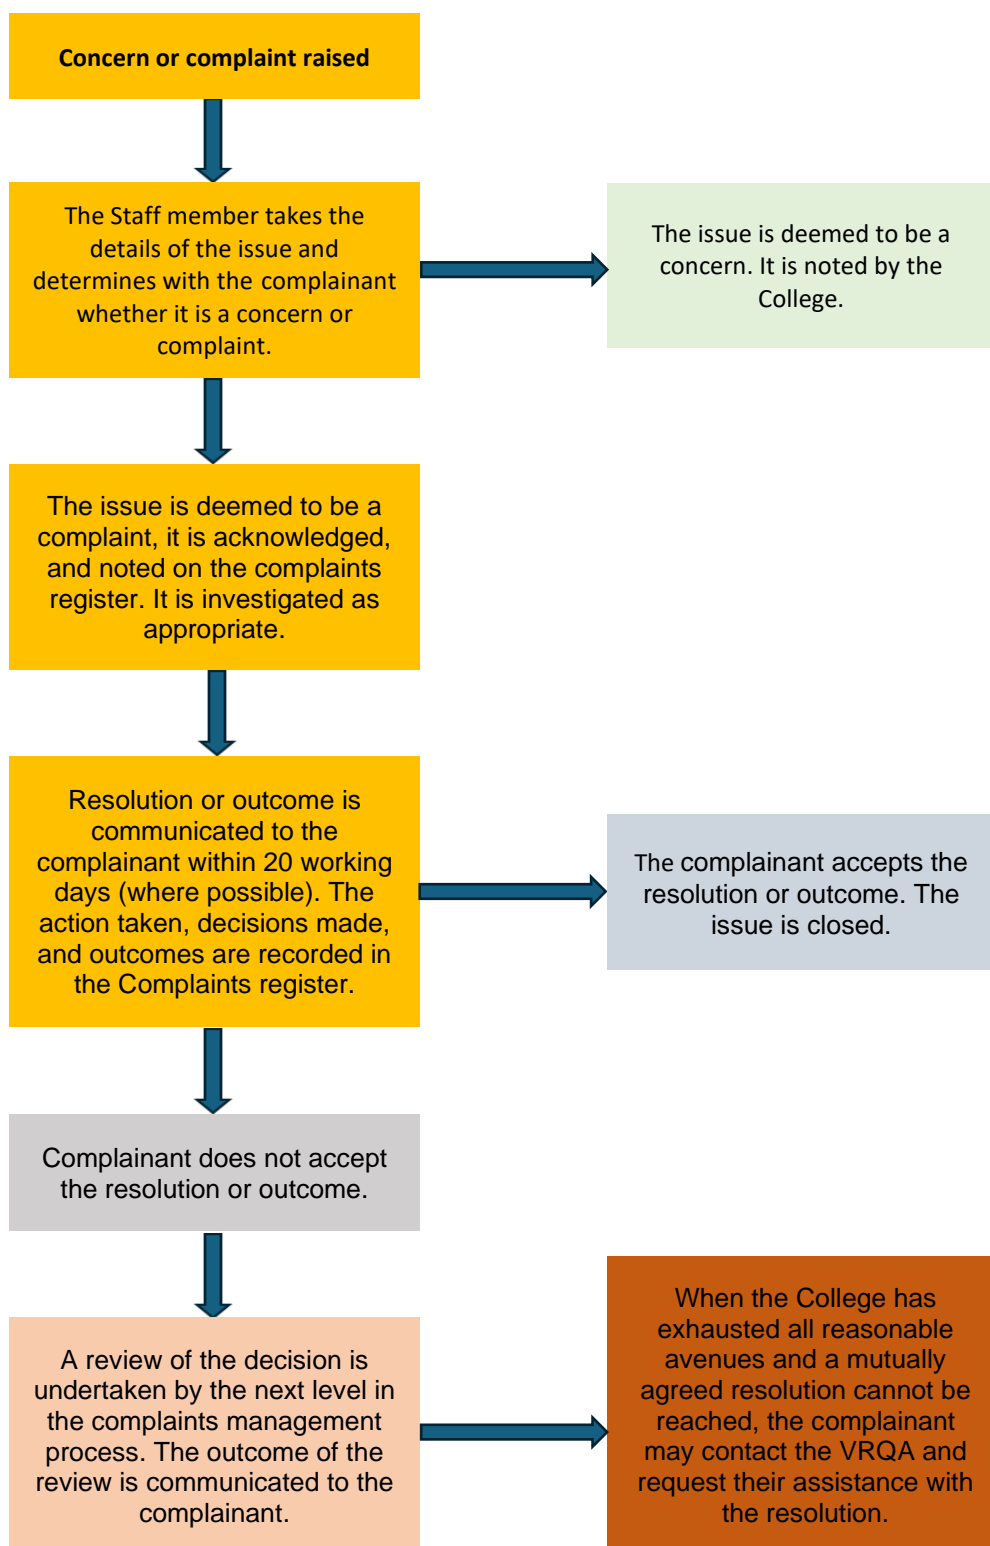 Concern or complaint raised
The Staff member takes the
details of the issue and
determines with the complainant
whether it is a concern or
complaint.
The issue is deemed to be a
concern. It is noted by the
College.
The issue is deemed to be a
complaint, it is acknowledged,
and noted on the complaints
register. It is investigated as
appropriate.
Resolution or outcome is
communicated to the
complainant within 20 working
days (where possible). The
action taken, decisions made,
and outcomes are recorded in
the Complaints register.
The complainant accepts the
resolution or outcome. The
issue is closed.
Complainant does not accept
the resolution or outcome.
A review of the decision is
undertaken by the next level in
the complaints management
process. The outcome of the
review is communicated to the
complainant.
When the College has
exhausted all reasonable
avenues and a mutually
agreed resolution cannot be
reached, the complainant
may contact the VRQA and
request their assistance with
the resolution.